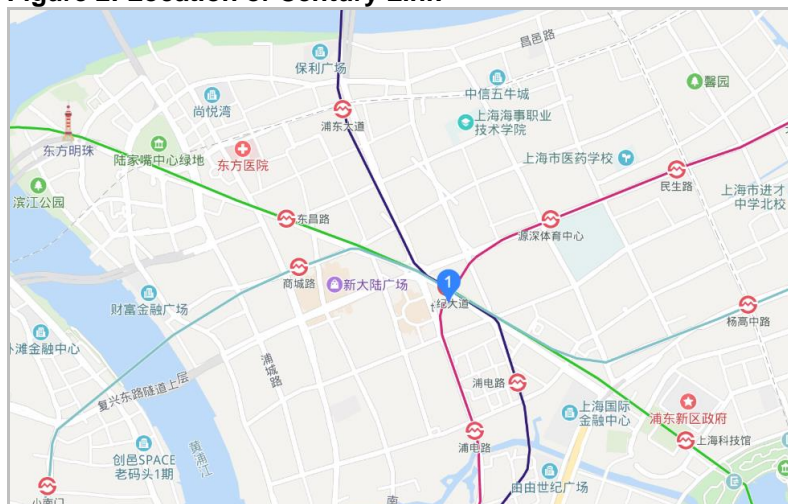 Figure 2: Location of Century Link
昌邑路
保利广场
中信五牛城
馨园
尚悦湾
浦东大道
上海海事职业
技术学院
东方明珠
陆家嘴中心绿地
东方医院
上海市医药学校
民生路
上海市进才
中学北校
滨江公园
东昌路
源深体育中心
商城路
新大陆广场
1
纪大道
财富金融广场
杨高中路
外滩金融中心
浦城路
复兴东路隧道上层
浦电路
上海国际
金融中心
浦东新区政府
黄浦江
创邑SPACE
老码头1期
浦电路
上海科技馆
由由世纪广场
小南门
南